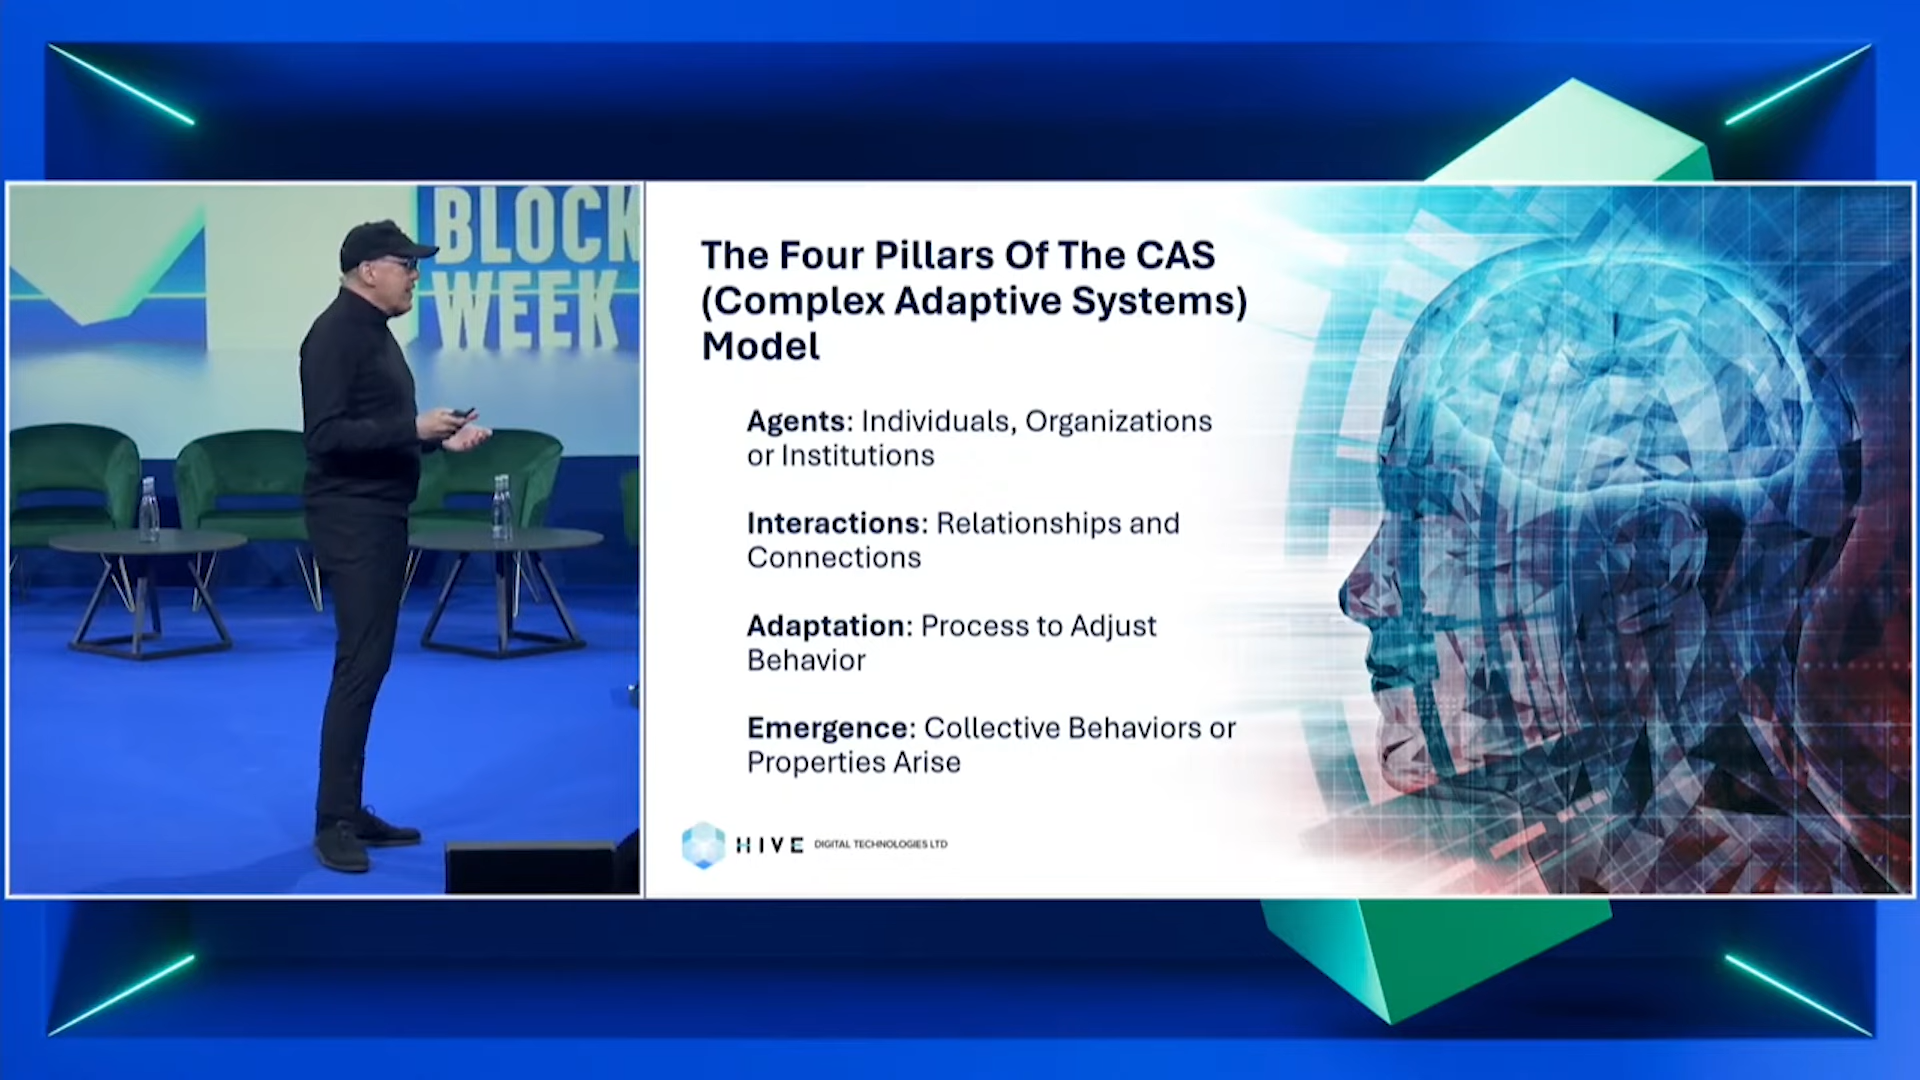 BLOCK
WEEK
The Four Pillars Of The CAS
(Complex Adaptive Systems)
Model
Agents: Individuals, Organizations
or Institutions
Interactions: Relationships and
Connections
Adaptation: Process to Adjust
Behavior
Emergence: Collective Behaviors or
Properties Arise
HIVE DIGITAL TECHNOLOGIES LTD